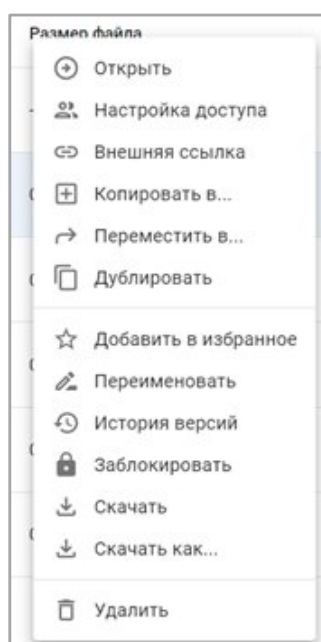 Размер файла
Открыть
Настройка доступа
Внешняя ссылка
Копировать в...
Переместить в...
Дублировать
Добавить в избранное
Переименовать
История версий
Заблокировать
Скачать
Скачать как...
Удалить